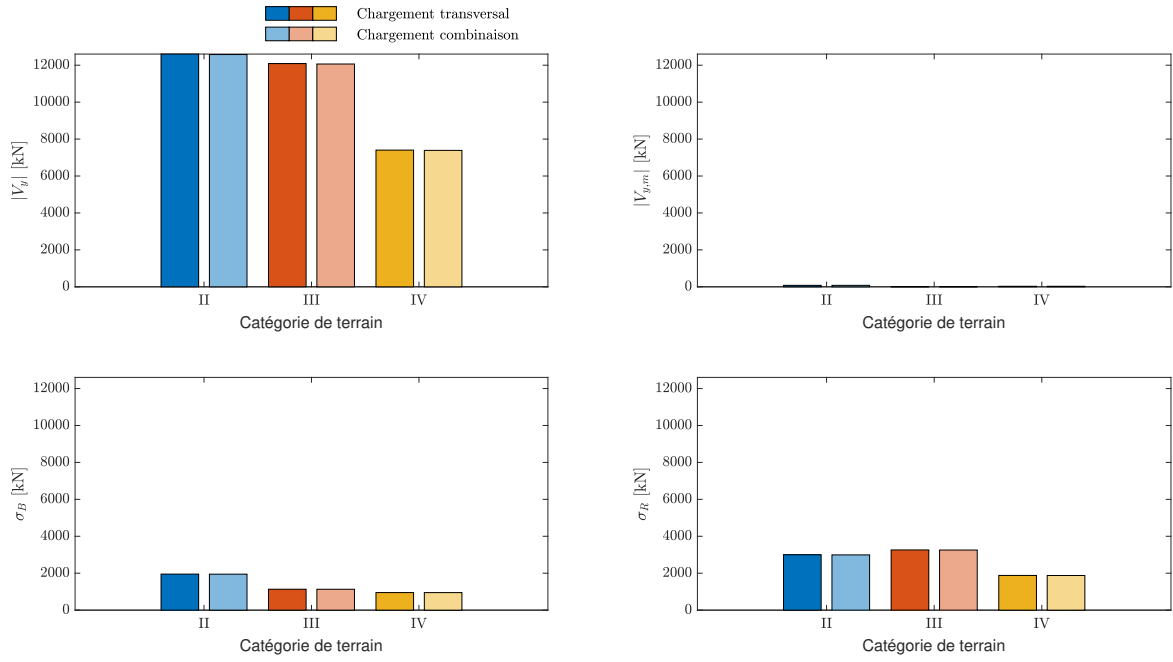 Chargement transversal
Chargement combinaison
12000
10000
8000
6000
4000
2000
0
|V_y| [kN]
II III IV
Catégorie de terrain
12000
10000
8000
6000
4000
2000
0
|V_{y,m}| [kN]
II III IV
Catégorie de terrain
12000
10000
8000
6000
4000
2000
0
σ_B [kN]
II III IV
Catégorie de terrain
12000
10000
8000
6000
4000
2000
0
σ_R [kN]
II III IV
Catégorie de terrain